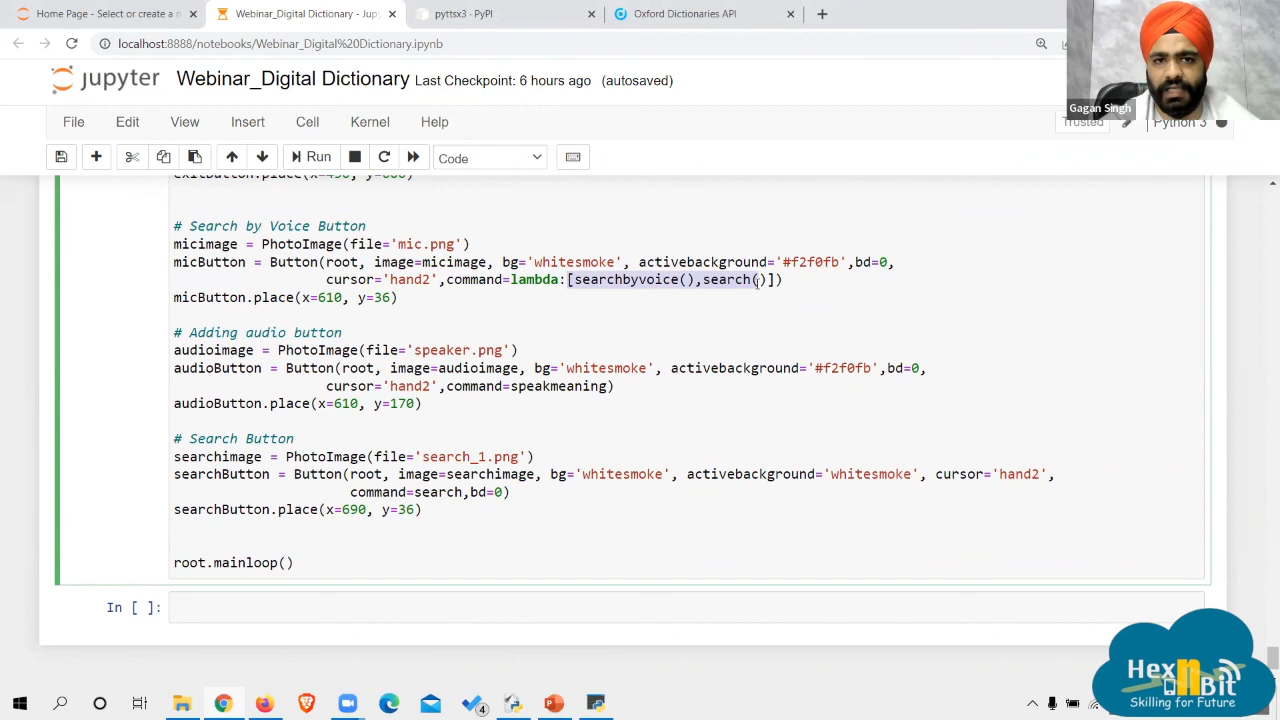 Home Page - Select or create a n
Webinar_Digital Dictionary - Jup
pyttsx3 · PyPI
Oxford Dictionaries API
localhost:8888/notebooks/Webinar_Digital%20Dictionary.ipynb
jupyter Webinar_Digital Dictionary Last Checkpoint: 6 hours ago (autosaved)
Gagan Singh
File Edit View Insert Cell Kernel Help Trusted Python 3
Run Code
# Search by Voice Button
micimage = PhotoImage(file='mic.png')
micButton = Button(root, image=micimage, bg='whitesmoke', activebackground='#f2f0fb',bd=0,
cursor='hand2',command=lambda:[searchbyvoice(),search()])
micButton.place(x=610, y=36)
# Adding audio button
audioimage = PhotoImage(file='speaker.png')
audioButton = Button(root, image=audioimage, bg='whitesmoke', activebackground='#f2f0fb',bd=0,
cursor='hand2',command=speakmeaning)
audioButton.place(x=610, y=170)
# Search Button
searchimage = PhotoImage(file='search_1.png')
searchButton = Button(root, image=searchimage, bg='whitesmoke', activebackground='whitesmoke', cursor='hand2',
command=search,bd=0)
searchButton.place(x=690, y=36)
root.mainloop()
In [ ]:
Hex n Bit
Skilling for Future
4